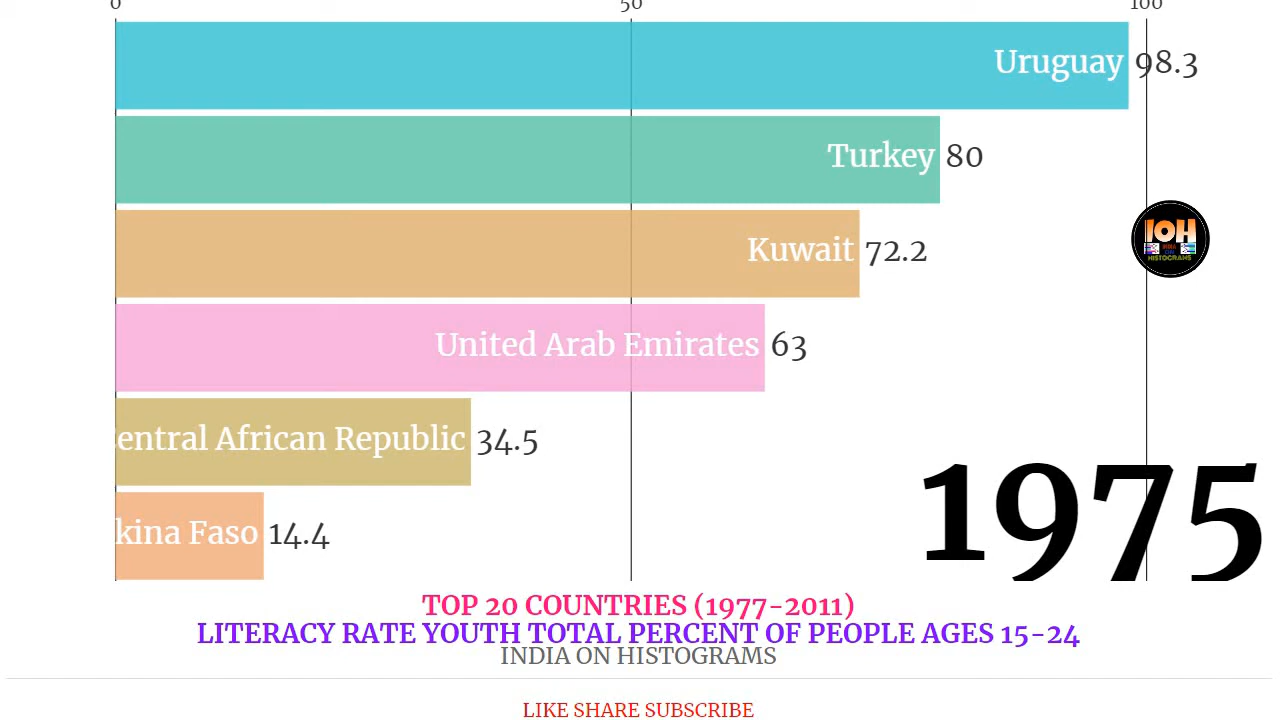 0 50 100
Uruguay 98.3
Turkey 80
IOH
HISTOGRAMS
Kuwait 72.2
United Arab Emirates 63
Central African Republic 34.5
kina Faso 14.4
1975
TOP 20 COUNTRIES (1977-2011)
LITERACY RATE YOUTH TOTAL PERCENT OF PEOPLE AGES 15-24
INDIA ON HISTOGRAMS
LIKE SHARE SUBSCRIBE